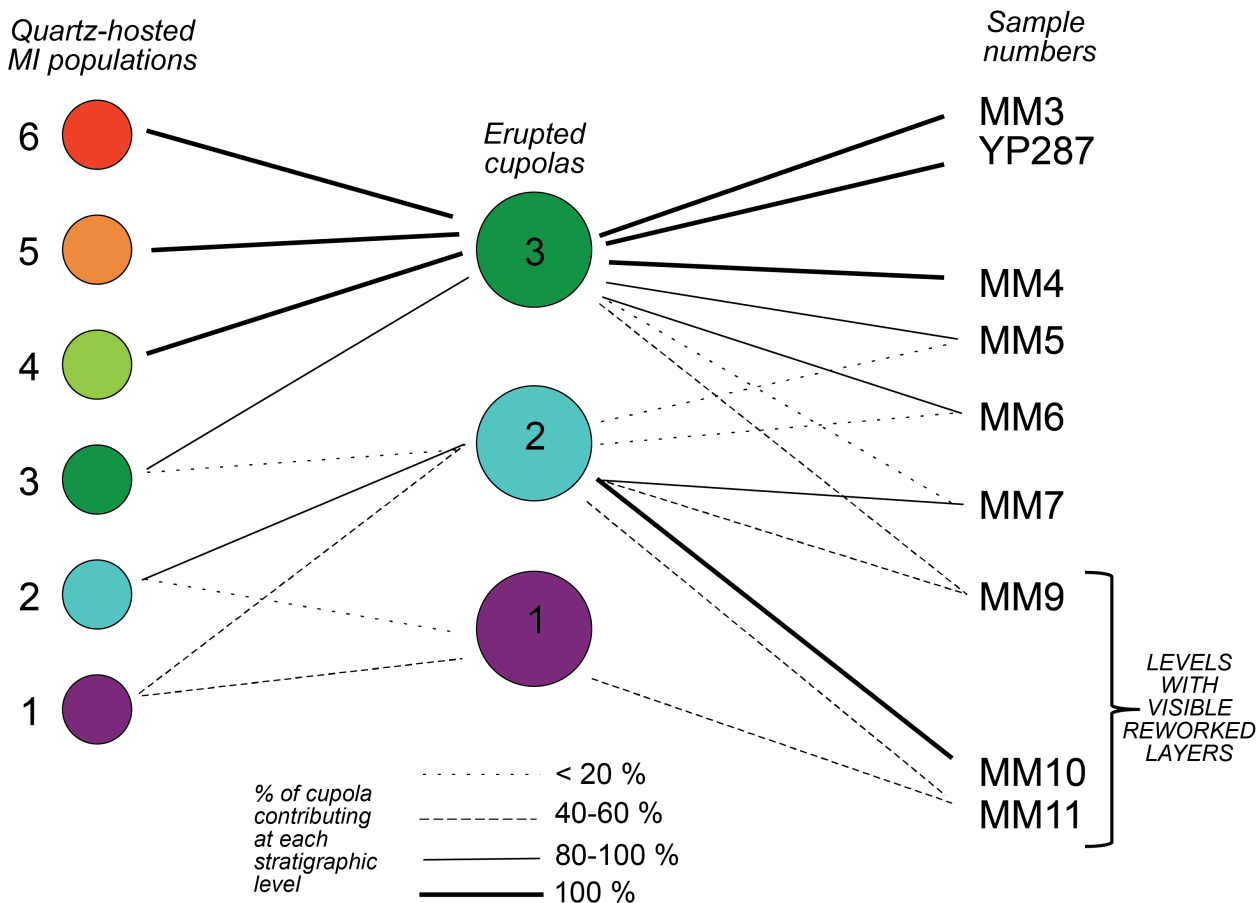 Quartz-hosted
MI populations
6
5
4
3
2
1
Erupted
cupolas
3
2
1
Sample
numbers
MM3
YP287
MM4
MM5
MM6
MM7
MM9
MM10
MM11
LEVELS
WITH
VISIBLE
REWORKED
LAYERS
% of cupola
contributing
at each
stratigraphic
level
< 20 %
40-60 %
80-100 %
100 %